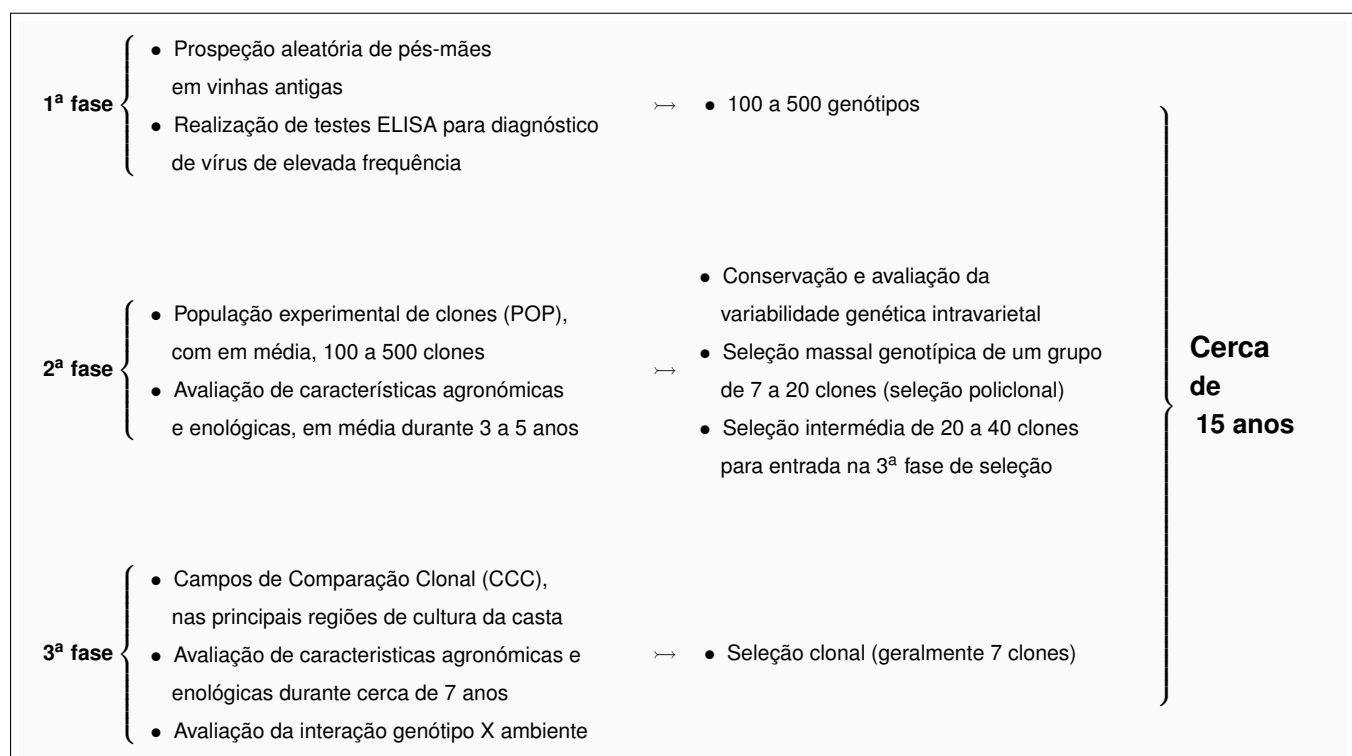 1ª fase
• Prospeção aleatória de pés-mães
em vinhas antigas
• Realização de testes ELISA para diagnóstico
de vírus de elevada frequência
↣
• 100 a 500 genótipos
2ª fase
• População experimental de clones (POP),
com em média, 100 a 500 clones
• Avaliação de características agronómicas
e enológicas, em média durante 3 a 5 anos
↣
• Conservação e avaliação da
variabilidade genética intravarietal
• Seleção massal genotípica de um grupo
de 7 a 20 clones (seleção policlonal)
• Seleção intermédia de 20 a 40 clones
para entrada na 3ª fase de seleção
3ª fase
• Campos de Comparação Clonal (CCC),
nas principais regiões de cultura da casta
• Avaliação de caracteristicas agronómicas e
enológicas durante cerca de 7 anos
• Avaliação da interação genótipo X ambiente
↣
• Seleção clonal (geralmente 7 clones)
Cerca
de
15 anos